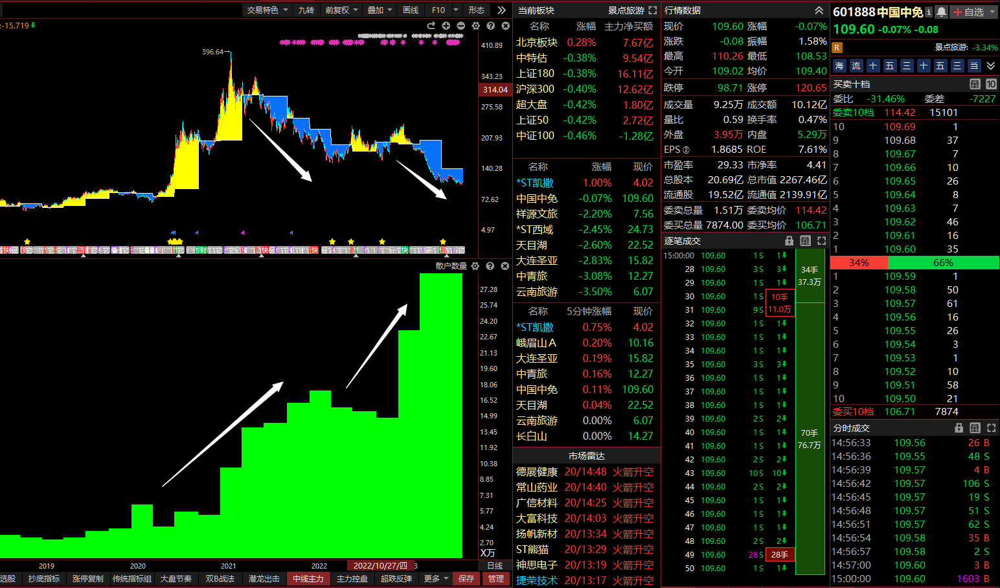 :-15.719
交易特色 九转 前复权 叠加 画线 F10 形态
396.64
410.89
343.23
314.04
275.58
207.93
140.28
72.62
4.97
散户数量
27.28
25.74
24.20
22.67
21.13
19.60
18.06
16.52
14.99
13.45
11.92
10.38
8.85
7.31
5.77
4.24
2.70
X万
2019 2020 2021 2022 2022/10/27/四 3 日线
选股 抄底指标 涨停复制 传统指标组 大盘节奏 双B战法 潜龙出击 中线主力 主力控盘 超跌反弹 更多 保存 管理
当前板块 景点旅游
名称 涨幅 主力净买额
北京板块 0.28% 7.67亿
中特估 -0.38% 9.54亿
上证180 -0.38% 16.11亿
沪深300 -0.40% 12.62亿
超大盘 -0.42% 1.80亿
上证50 -0.42% 2.72亿
中证100 -0.46% -1.28亿
名称 涨幅 现价
*ST凯撒 1.00% 4.02
中国中免 -0.07% 109.60
祥源文旅 -2.20% 7.56
*ST西域 -2.45% 24.73
天目湖 -2.60% 22.52
大连圣亚 -2.83% 15.82
中青旅 -3.08% 12.27
云南旅游 -3.50% 6.07
名称 5分钟涨幅 现价
*ST凯撒 0.75% 4.02
峨眉山A 0.20% 10.16
大连圣亚 0.19% 15.82
中青旅 0.16% 12.27
中国中免 0.11% 109.60
天目湖 0.04% 22.52
云南旅游 0.00% 6.07
长白山 0.00% 14.27
市场雷达
德展健康 20/14:48 火箭升空
常山药业 20/14:40 火箭升空
广信材料 20/14:25 火箭升空
大富科技 20/14:03 火箭升空
扬帆新材 20/13:34 火箭升空
ST熊猫 20/13:29 火箭升空
神思电子 20/13:19 火箭升空
捷荣技术 20/13:17 火箭升空
行情数据
现价 109.60 涨幅 -0.07%
涨跌 -0.08 振幅 1.58%
最高 110.26 最低 108.53
今开 109.02 均价 109.40
跌停 98.71 涨停 120.65
成交量 9.25万 成交额 10.12亿
量比 0.59 换手率 0.47%
外盘 3.95万 内盘 5.29万
EPS② 1.8685 ROE 7.61%
市盈率 29.33 市净率 4.41
总股本 20.69亿 总市值 2267.46亿
流通股 19.52亿 流通值 2139.91亿
委卖总量 1.51万 委卖均价 114.42
委买总量 7874.00 委买均价 106.71
逐笔成交 量
15:00:00 109.60 1 S 1
28 109.60 3 S 3
29 109.60 1 S 1
30 109.60 1 S
31 109.60 9 S
32 109.60 1 S 1
33 109.60 1 S 1
34 109.60 1 S 1
35 109.60 3 S 3
36 109.60 1 S 1
37 109.60 1 S 1
38 109.60 1 S 1
39 109.60 2 S 2
40 109.60 1 S 1
41 109.60 1 S 1
42 109.60 2 S 2
43 109.60 10 S 10
44 109.60 2 S 2
45 109.60 1 S 1
46 109.60 1 S 1
47 109.60 1 S 1
48 109.60 2 S 2
49 109.60 28 S 28手
50 109.60 1 S 1
10手
11.0万
34手
37.3万
70手
76.7万
601888中国中免 自选
109.60 -0.07% -0.08
R 景点旅游: -3.34%
海 流 十 五 三 十 五 三 当
买卖十档 量 10
委比 -31.46% 委差 -7227
委卖10档 114.42 15101
10 109.69 1
9 109.68 37
8 109.67 7
7 109.66 10
6 109.65 26
5 109.64 8
4 109.63 7
3 109.62 46
2 109.61 16
1 109.60 35
34% 66%
1 109.59 1
2 109.58 50
3 109.57 61
4 109.56 16
5 109.55 26
6 109.54 3
7 109.53 1
8 109.52 10
9 109.51 58
10 109.50 21
委买10档 106.71 7874
分时成交 量
14:56:33 109.56 26 B
14:56:36 109.55 48 S
14:56:39 109.57 4 B
14:56:42 109.57 106 S
14:56:45 109.57 19 S
14:56:48 109.57 51 S
14:56:51 109.57 62 S
14:56:54 109.58 35 B
14:56:57 109.58 2 S
14:57:00 109.60 3 B
15:00:00 109.60 1603 B